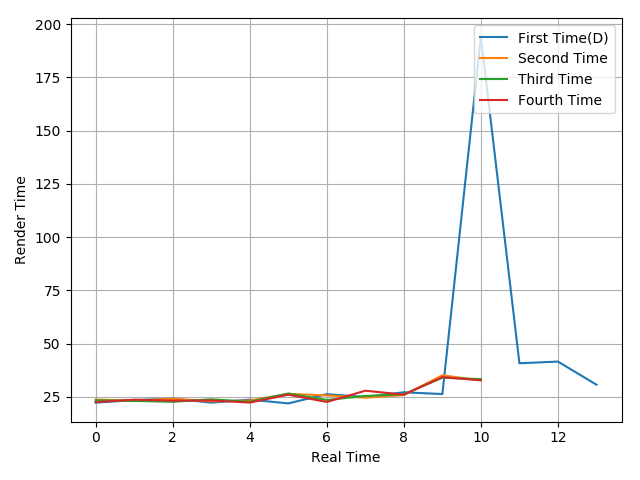 200
175
150
125
100
75
50
25
Render Time
0 2 4 6 8 10 12
Real Time
First Time(D)
Second Time
Third Time
Fourth Time